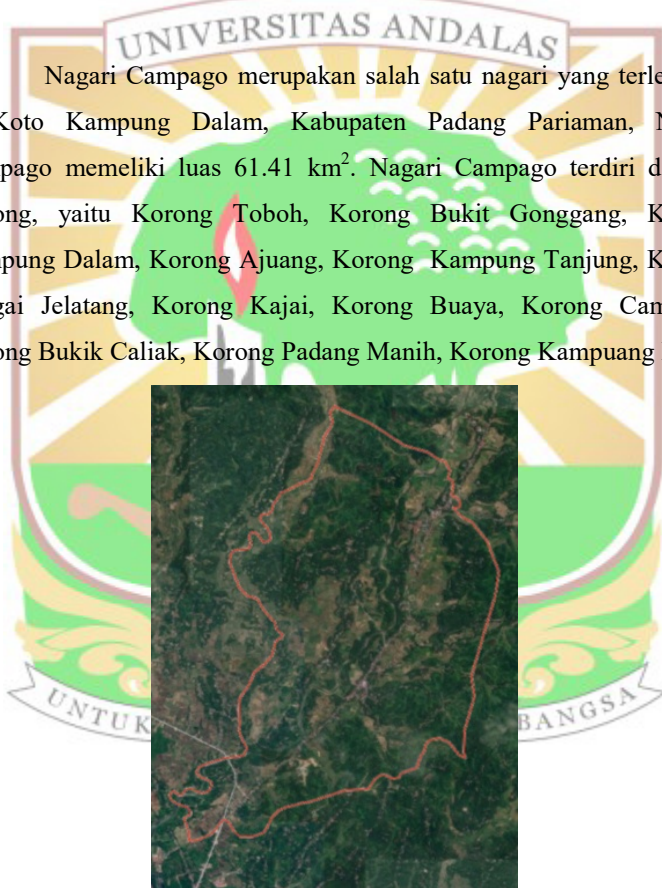 UNIVERSITAS ANDALAS
Nagari Campago merupakan salah satu nagari yang terle
Koto Kampung Dalam, Kabupaten Padang Pariaman, N
pago memeliki luas 61.41 km². Nagari Campago terdiri d
ong, yaitu Korong Toboh, Korong Bukit Gonggang, K
pung Dalam, Korong Ajuang, Korong Kampung Tanjung, K
gai Jelatang, Korong Kajai, Korong Buaya, Korong Cam
ong Bukik Caliak, Korong Padang Manih, Korong Kampuang
UNTUK BANGSA